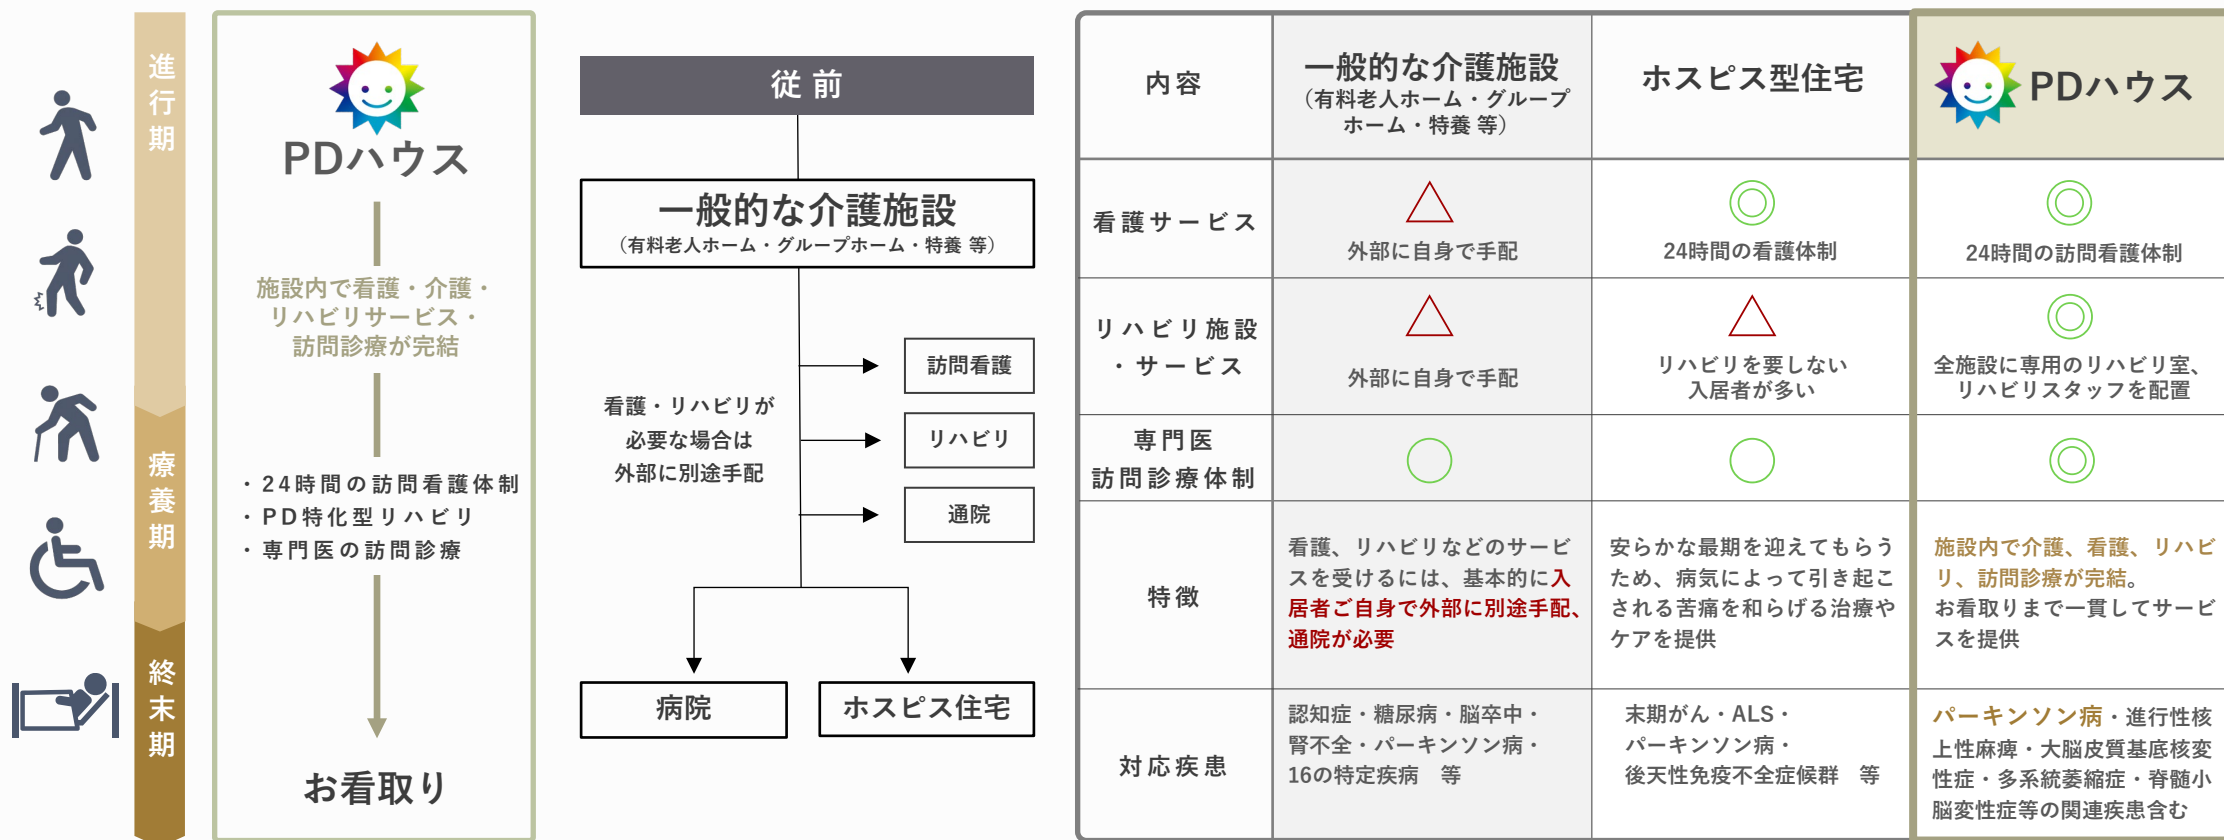 進行期
療養期
終末期
PDハウス
施設内で看護・介護・
リハビリサービス・
訪問診療が完結
・24時間の訪問看護体制
・PD特化型リハビリ
・専門医の訪問診療
お看取り
従前
一般的な介護施設
（有料老人ホーム・グループホーム・特養 等）
看護・リハビリが
必要な場合は
外部に別途手配
訪問看護
リハビリ
通院
病院
ホスピス住宅
内容
一般的な介護施設
（有料老人ホーム・グループ
ホーム・特養 等）
ホスピス型住宅
PDハウス
看護サービス
外部に自身で手配
24時間の看護体制
24時間の訪問看護体制
リハビリ施設
・サービス
外部に自身で手配
リハビリを要しない
入居者が多い
全施設に専用のリハビリ室、
リハビリスタッフを配置
専門医
訪問診療体制
特徴
看護、リハビリなどのサービ
スを受けるには、基本的に入
居者ご自身で外部に別途手配、
通院が必要
安らかな最期を迎えてもらう
ため、病気によって引き起こ
される苦痛を和らげる治療や
ケアを提供
施設内で介護、看護、リハビ
リ、訪問診療が完結。
お看取りまで一貫してサービ
スを提供
対応疾患
認知症・糖尿病・脳卒中・
腎不全・パーキンソン病・
16の特定疾病　等
末期がん・ALS・
パーキンソン病・
後天性免疫不全症候群　等
パーキンソン病・進行性核
上性麻痺・大脳皮質基底核変
性症・多系統萎縮症・脊髄小
脳変性症等の関連疾患含む